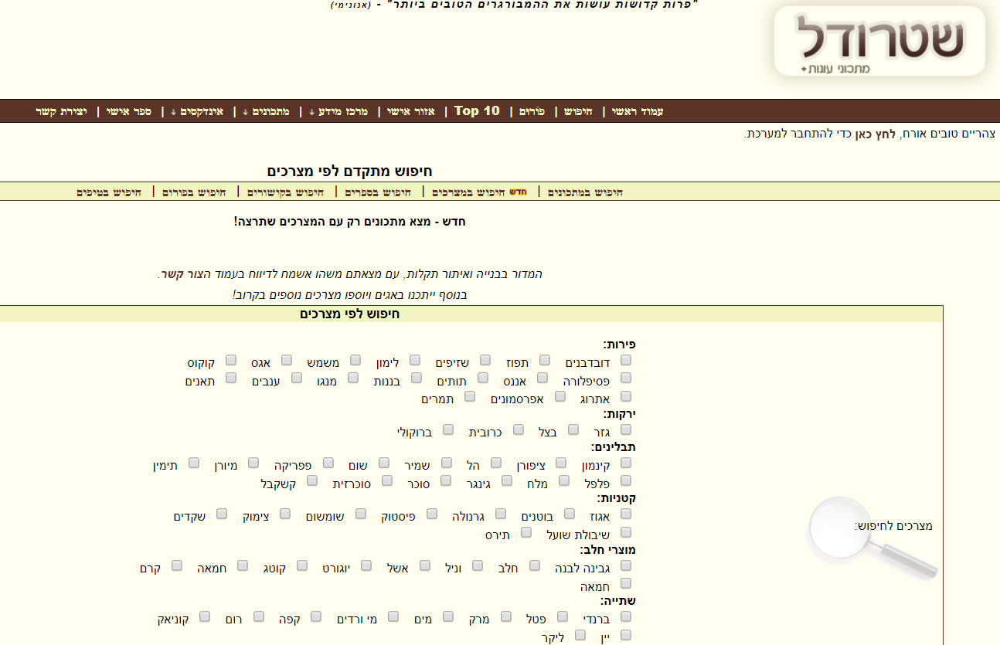 "פרות קדושות עושות את ההמבורגרים הטובים ביותר" - (אנונימי)
שטרודל
מתכוני עוגות+
עמוד ראשי | חיפוש | פורום | Top 10 | אזור אישי | מרכז מידע | מתכונים | אינדקסים | ספר אישי | יצירת קשר
צהריים טובים אורח, לחץ כאן כדי להתחבר למערכת.
חיפוש מתקדם לפי מצרכים
חיפוש במתכונים | חדש חיפוש במצרכים | חיפוש בספרים | חיפוש בקישורים | חיפוש בפורום | חיפוש בטיפים
חדש - מצא מתכונים רק עם המצרכים שתרצה!
המדור בבנייה ואיתור תקלות, עם מצאתם משהו אשמח לדיווח בעמוד הצור קשר.
בנוסף ייתכנו באגים ויוספו מצרכים נוספים בקרוב!
חיפוש לפי מצרכים
מצרכים לחיפוש:
פירות:
דובדבנים תפוז שזיפים לימון משמש אגס קוקוס
פסיפלורה אננס תותים בננות מנגו ענבים תאנים
אתרוג אפרסמונים תמרים
ירקות:
גזר בצל כרובית ברוקולי
תבלינים:
קינמון ציפורן הל שמיר שום פפריקה מיורן תימין
פלפל מלח גינגר סוכר סוכרזית קשקבל
קטניות:
אגוז בוטנים גרנולה פיסטוק שומשום צימוק שקדים
שיבולת שועל תירס
מוצרי חלב:
גבינה לבנה חלב וניל אשל יוגורט קוטג חמאה קרם
חמאה
שתייה:
ברנדי פטל מרק מים מי ורדים קפה רום קוניאק
יין ליקר